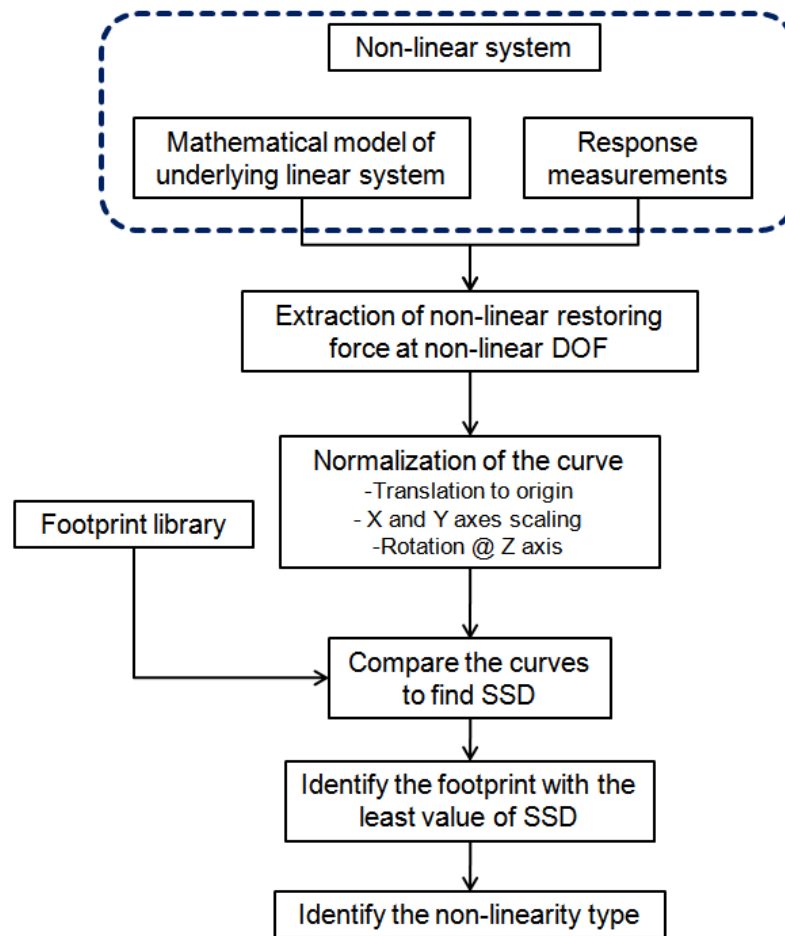 Non-linear system
Mathematical model of
underlying linear system
Response
measurements
Extraction of non-linear restoring
force at non-linear DOF
Normalization of the curve
-Translation to origin
- X and Y axes scaling
-Rotation @ Z axis
Footprint library
Compare the curves
to find SSD
Identify the footprint with the
least value of SSD
Identify the non-linearity type